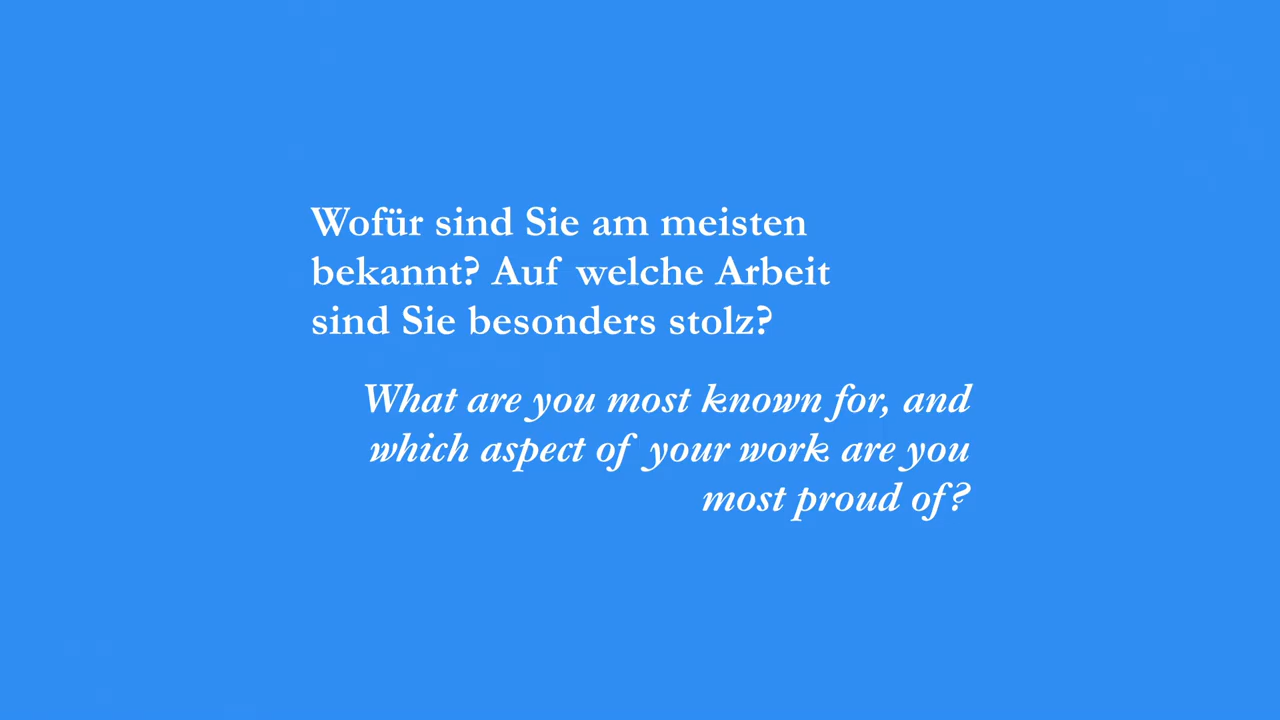 Wofür sind Sie am meisten
bekannt? Auf welche Arbeit
sind Sie besonders stolz?
What are you most known for, and
which aspect of your work are you
most proud of?